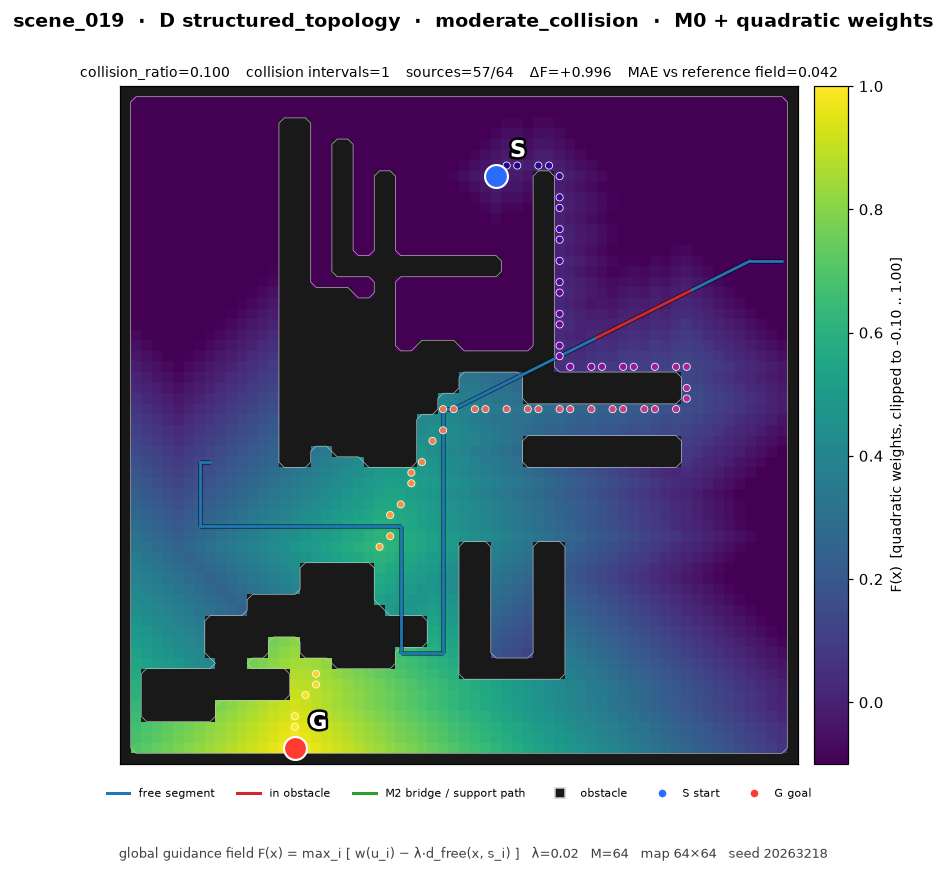 scene_019 · D structured_topology · moderate_collision · M0 + quadratic weights
collision_ratio=0.100 collision intervals=1 sources=57/64 ΔF=+0.996 MAE vs reference field=0.042
S
G
1.0
0.8
0.6
0.4
0.2
0.0
F(x) [quadratic weights, clipped to -0.10 .. 1.00]
free segment
in obstacle
M2 bridge / support path
obstacle
S start
G goal
global guidance field F(x) = max_i [ w(u_i) − λ·d_free(x, s_i) ] λ=0.02 M=64 map 64×64 seed 20263218